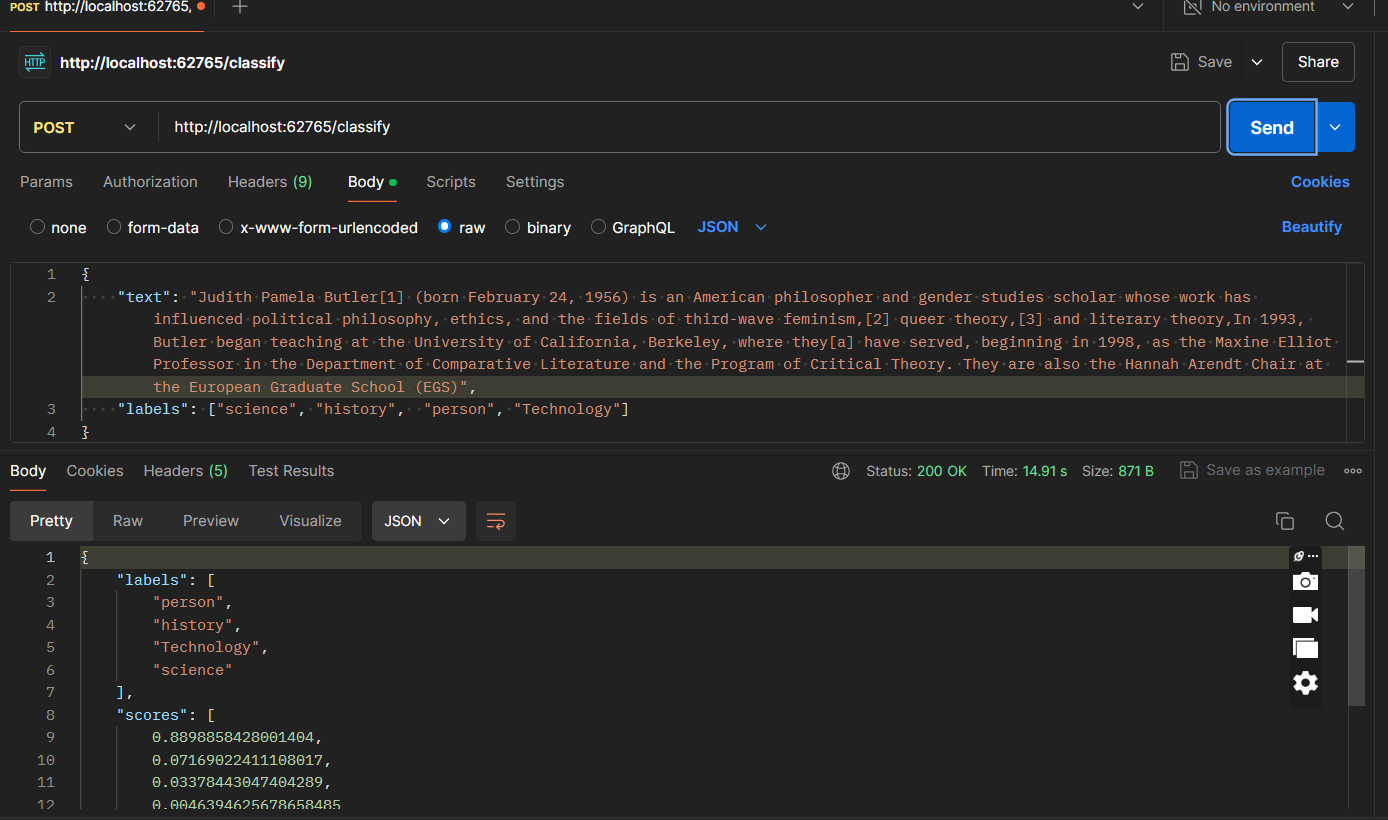 POST http://localhost:62765,
No environment
HTTP http://localhost:62765/classify
Save
Share
POST
http://localhost:62765/classify
Send
Params Authorization Headers (9) Body Scripts Settings
Cookies
none form-data x-www-form-urlencoded raw binary GraphQL JSON
Beautify
1 {
2 "text": "Judith Pamela Butler[1] (born February 24, 1956) is an American philosopher and gender studies scholar whose work has
influenced political philosophy, ethics, and the fields of third-wave feminism,[2] queer theory,[3] and literary theory,In 1993,
Butler began teaching at the University of California, Berkeley, where they[a] have served, beginning in 1998, as the Maxine Elliot
Professor in the Department of Comparative Literature and the Program of Critical Theory. They are also the Hannah Arendt Chair at
the European Graduate School (EGS)",
3 "labels": ["science", "history", "person", "Technology"]
4 }
Body Cookies Headers (5) Test Results
Status: 200 OK Time: 14.91 s Size: 871 B
Save as example
Pretty Raw Preview Visualize
JSON
1 {
2 "labels": [
3 "person",
4 "history",
5 "Technology",
6 "science"
7 ],
8 "scores": [
9 0.8898858428001404,
10 0.07169022411108017,
11 0.03378443047404289,
12 0.0046394625678658485